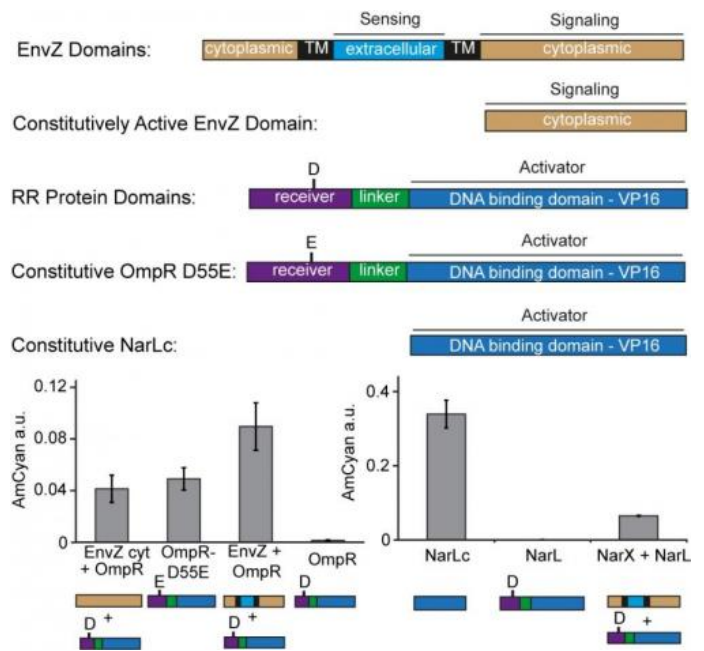 Sensing Signaling
EnvZ Domains: cytoplasmic TM extracellular TM cytoplasmic
Signaling
Constitutively Active EnvZ Domain: cytoplasmic
D Activator
RR Protein Domains: receiver linker DNA binding domain - VP16
E Activator
Constitutive OmpR D55E: receiver linker DNA binding domain - VP16
Activator
Constitutive NarLc: DNA binding domain - VP16
AmCyan a.u.
0.12
0.08
0.04
0
EnvZ cyt OmpR- EnvZ + OmpR
+ OmpR D55E OmpR
E D
+ +
D D
AmCyan a.u.
0.4
0.2
0
NarLc NarL NarX + NarL
D
+
D